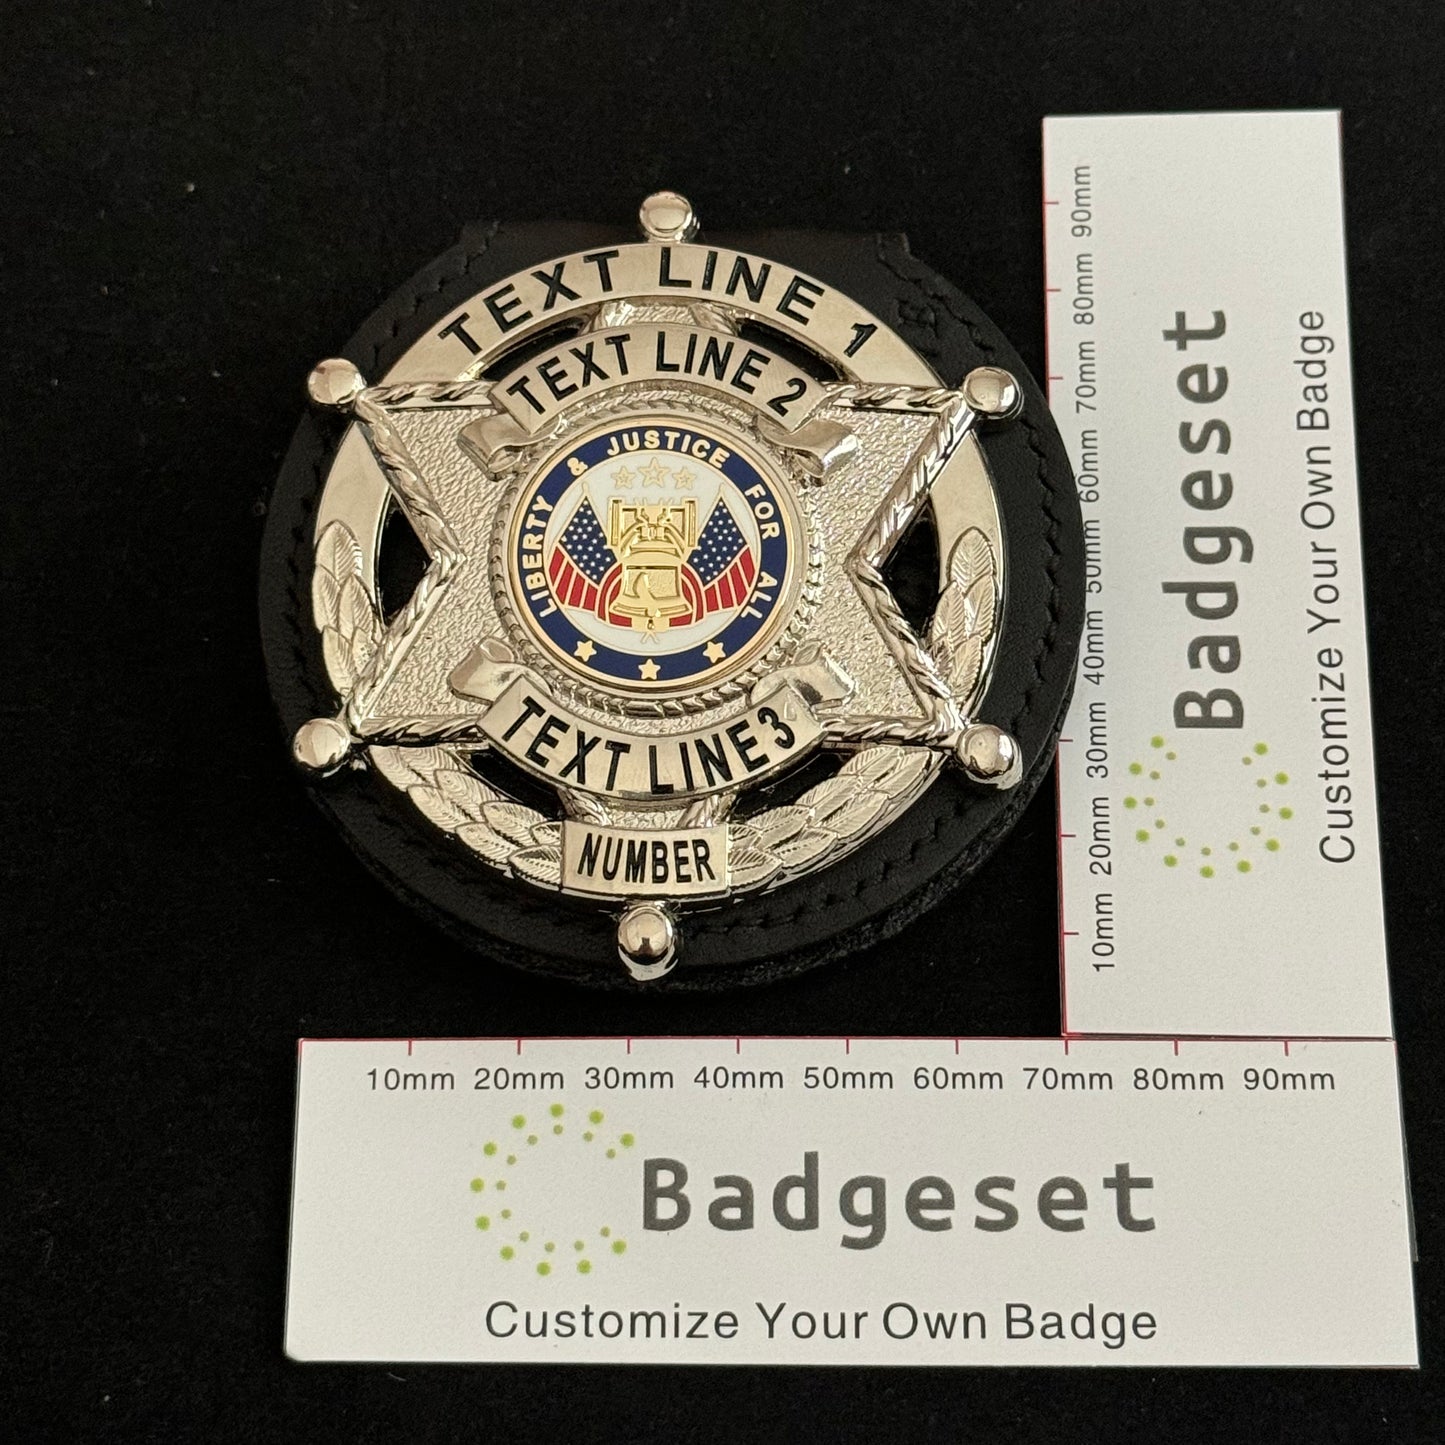 TEXT LINE 1
TEXT LINE 2
LIBERTY & JUSTICE FOR ALL
TEXT LINE 3
NUMBER
90mm
80mm
70mm
60mm
50mm
40mm
30mm
20mm
10mm
Badgeset
Customize Your Own Badge
10mm 20mm 30mm 40mm 50mm 60mm 70mm 80mm 90mm
Badgeset
Customize Your Own Badge